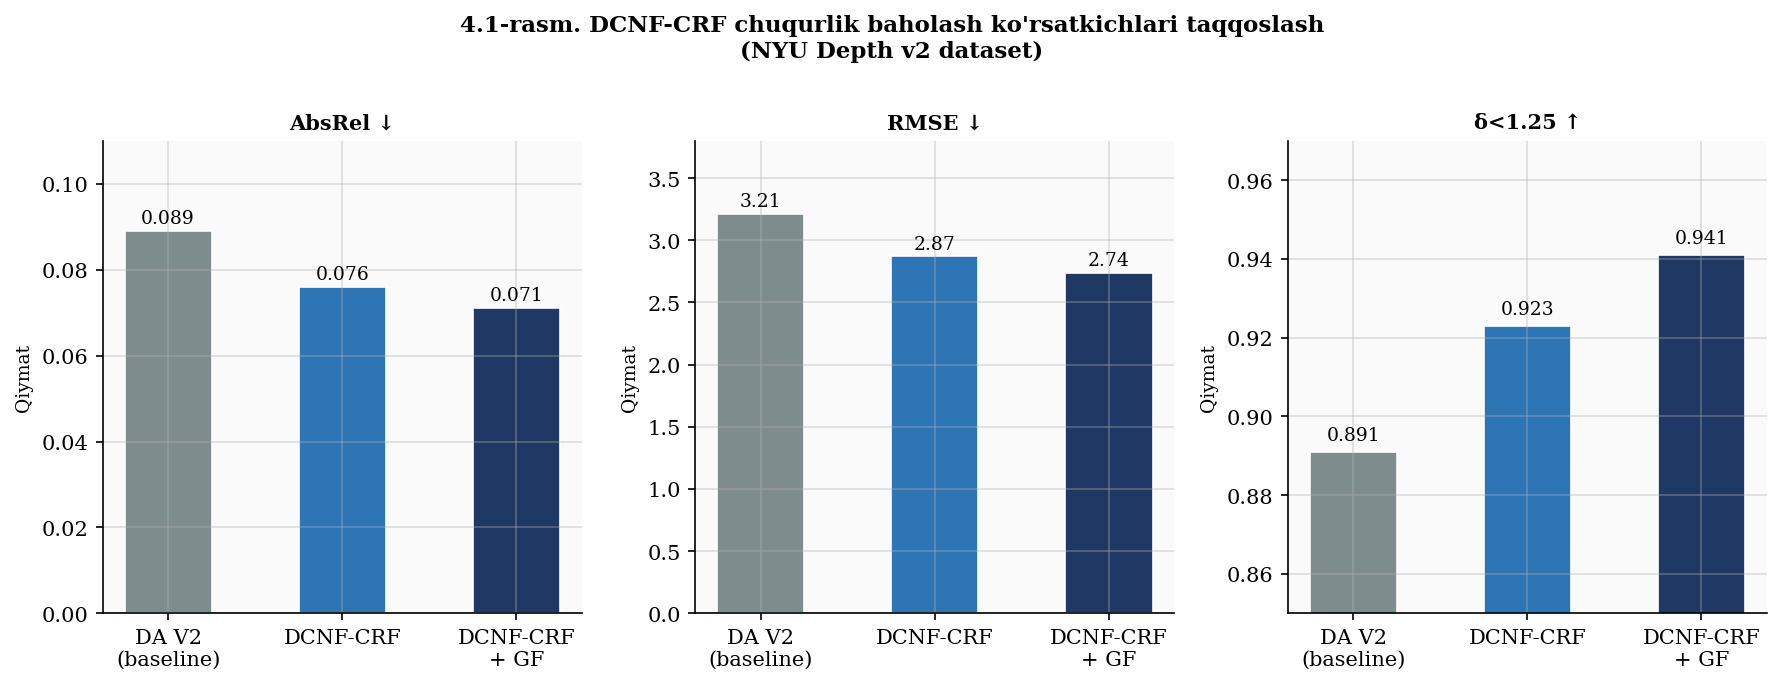 4.1-rasm. DCNF-CRF chuqurlik baholash ko'rsatkichlari taqqoslash
(NYU Depth v2 dataset)
AbsRel ↓
Qiymat
0.10
0.08
0.06
0.04
0.02
0.00
0.089
0.076
0.071
DA V2
(baseline)
DCNF-CRF
DCNF-CRF
+ GF
RMSE ↓
Qiymat
3.5
3.0
2.5
2.0
1.5
1.0
0.5
0.0
3.21
2.87
2.74
DA V2
(baseline)
DCNF-CRF
DCNF-CRF
+ GF
δ<1.25 ↑
Qiymat
0.96
0.94
0.92
0.90
0.88
0.86
0.891
0.923
0.941
DA V2
(baseline)
DCNF-CRF
DCNF-CRF
+ GF